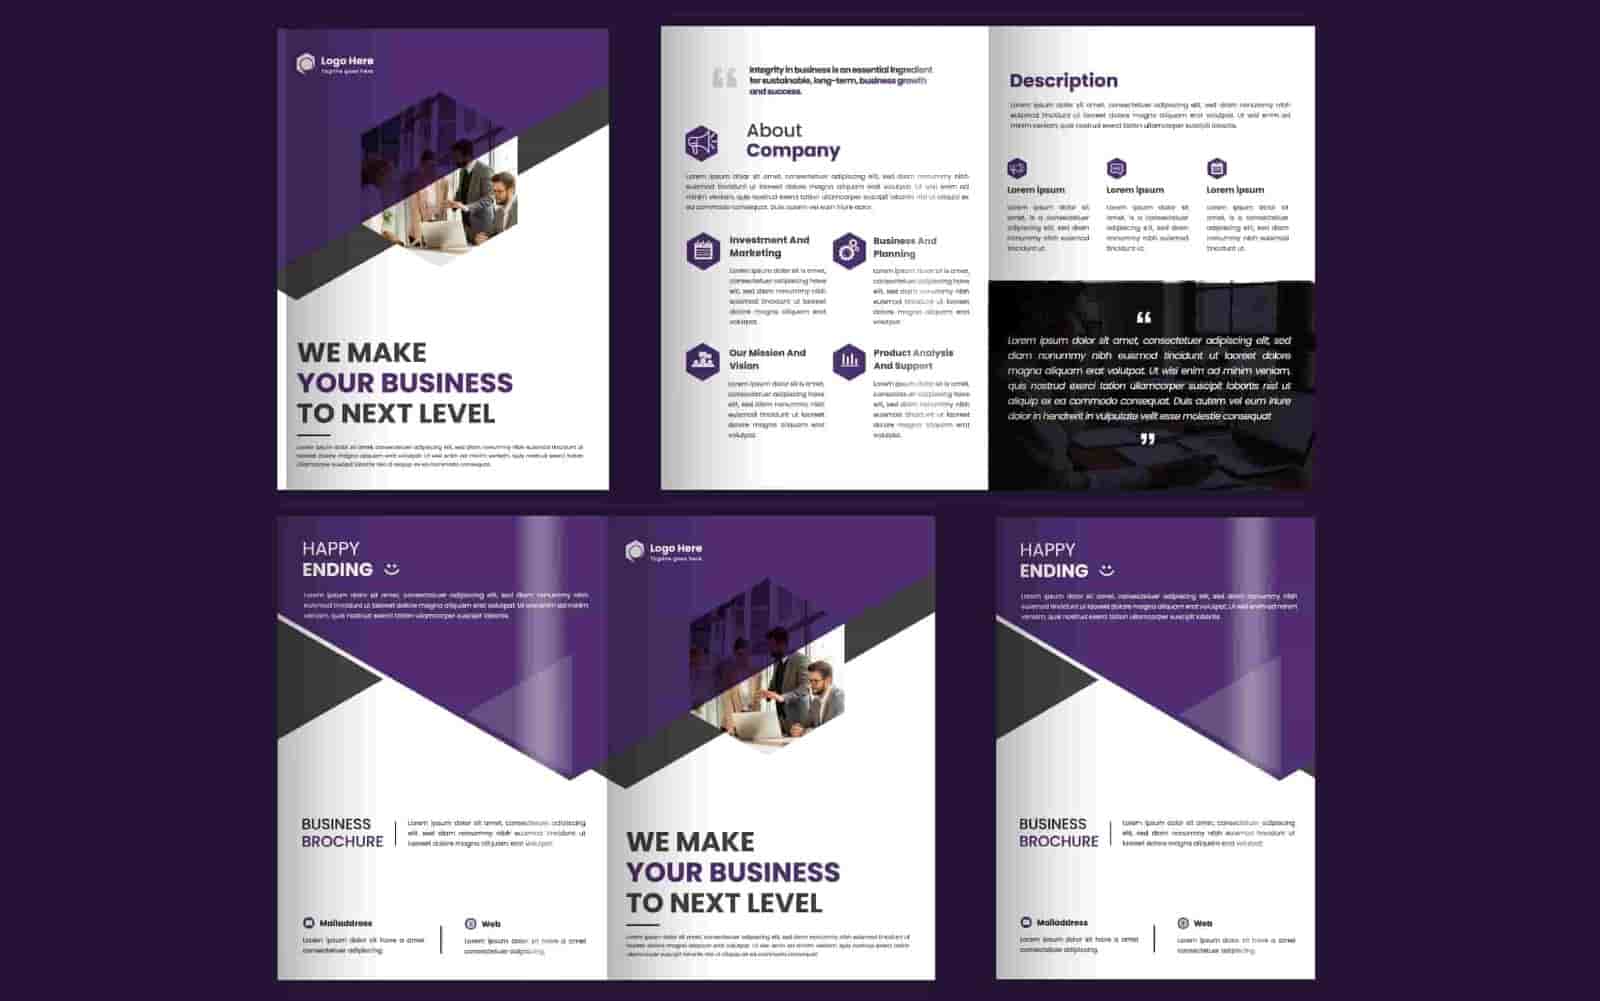 Logo Here
Tagline goes here
WE MAKE
YOUR BUSINESS
TO NEXT LEVEL
Lorem ipsum dolor sit amet, consectetuer adipiscing elit, sed diam nonummy nibh euismod tincidunt ut
laoreet dolore magna aliquam erat volutpat. Ut wisi enim ad minim veniam, quis nostrud exerci tation
ullamcorper suscipit lobortis nisl ut aliquip ex ea commodo consequat.
Integrity in business is an essential ingredient
for sustainable, long-term, business growth
and success.
About
Company
Lorem ipsum dolor sit amet, consectetuer adipiscing elit, sed diam nonummy nibh
euismod tincidunt ut laoreet dolore magna aliquam erat volutpat. Ut wisi enim ad
minim veniam, quis nostrud exerci tation ullamcorper suscipit lobortis nisl ut aliquip ex
ea commodo consequat. Duis autem vel eum iriure dolor.
Investment And
Marketing
Lorem ipsum dolor sit is amet,
consectetuer adipiscing have
elit, sed diam nonummy nibh
euismod tincidunt ut laoreet
dolore magna aliquam erat
volutpat.
Business And
Planning
Lorem ipsum dolor sit is amet,
consectetuer adipiscing have
elit, sed diam nonummy nibh
euismod tincidunt ut laoreet
dolore magna aliquam erat
volutpat.
Our Mission And
Vision
Lorem ipsum dolor sit is amet,
consectetuer adipiscing have
elit, sed diam nonummy nibh
euismod tincidunt ut laoreet
dolore magna aliquam erat
volutpat.
Product Analysis
And Support
Lorem ipsum dolor sit is amet,
consectetuer adipiscing have
elit, sed diam nonummy nibh
euismod tincidunt ut laoreet
dolore magna aliquam erat
volutpat.
Description
Lorem ipsum dolor sit amet, consectetuer adipiscing elit, sed diam nonummy nibh
euismod tincidunt ut laoreet dolore magna aliquam erat volutpat. Ut wisi enim ad
minim veniam, quis nostrud exerci tation ullamcorper suscipit lobortis.
Lorem ipsum
Lorem ipsum dolor sit
amet, is a consectetuer
adipiscing elit, sed diam
nonummy nibh euismod
tincidunt ut.
Lorem ipsum
Lorem ipsum dolor sit
amet, is a consectetuer
adipiscing elit, sed diam
nonummy nibh euismod
tincidunt ut.
Lorem ipsum
Lorem ipsum dolor sit
amet, is a consectetuer
adipiscing elit, sed diam
nonummy nibh euismod
tincidunt ut.
“
Lorem ipsum dolor sit amet, consectetuer adipiscing elit, sed
diam nonummy nibh euismod tincidunt ut laoreet dolore
magna aliquam erat volutpat. Ut wisi enim ad minim veniam,
quis nostrud exerci tation ullamcorper suscipit lobortis nisl ut
aliquip ex ea commodo consequat. Duis autem vel eum iriure
dolor in hendrerit in vulputate velit esse molestie consequat
”
HAPPY
ENDING
Lorem ipsum dolor sit amet, consectetuer adipiscing elit, sed diam nonummy nibh
euismod tincidunt ut laoreet dolore magna aliquam erat volutpat. Ut wisi enim ad minim
veniam, quis nostrud exerci tation ullamcorper suscipit lobortis.
BUSINESS
BROCHURE
Lorem ipsum dolor sit amet, consectetuer adipiscing
elit, sed diam nonummy nibh euismod tincidunt ut
laoreet dolore magna aliquam erat volutpat.
Mailaddress
Lorem ipsum dolor sit have a amet
consectetuer adipiscing.
Web
Lorem ipsum dolor sit have a amet
consectetuer adipiscing.
Logo Here
Tagline goes here
WE MAKE
YOUR BUSINESS
TO NEXT LEVEL
Lorem ipsum dolor sit amet, consectetuer adipiscing elit, sed diam nonummy nibh euismod tincidunt ut
laoreet dolore magna aliquam erat volutpat. Ut wisi enim ad minim veniam, quis nostrud exerci tation
ullamcorper suscipit lobortis nisl ut aliquip ex ea commodo consequat.
HAPPY
ENDING
Lorem ipsum dolor sit amet, consectetuer adipiscing elit, sed diam nonummy nibh
euismod tincidunt ut laoreet dolore magna aliquam erat volutpat. Ut wisi enim ad minim
veniam, quis nostrud exerci tation ullamcorper suscipit lobortis.
BUSINESS
BROCHURE
Lorem ipsum dolor sit amet, consectetuer adipiscing
elit, sed diam nonummy nibh euismod tincidunt ut
laoreet dolore magna aliquam erat volutpat.
Mailaddress
Lorem ipsum dolor sit have a amet
consectetuer adipiscing.
Web
Lorem ipsum dolor sit have a amet
consectetuer adipiscing.